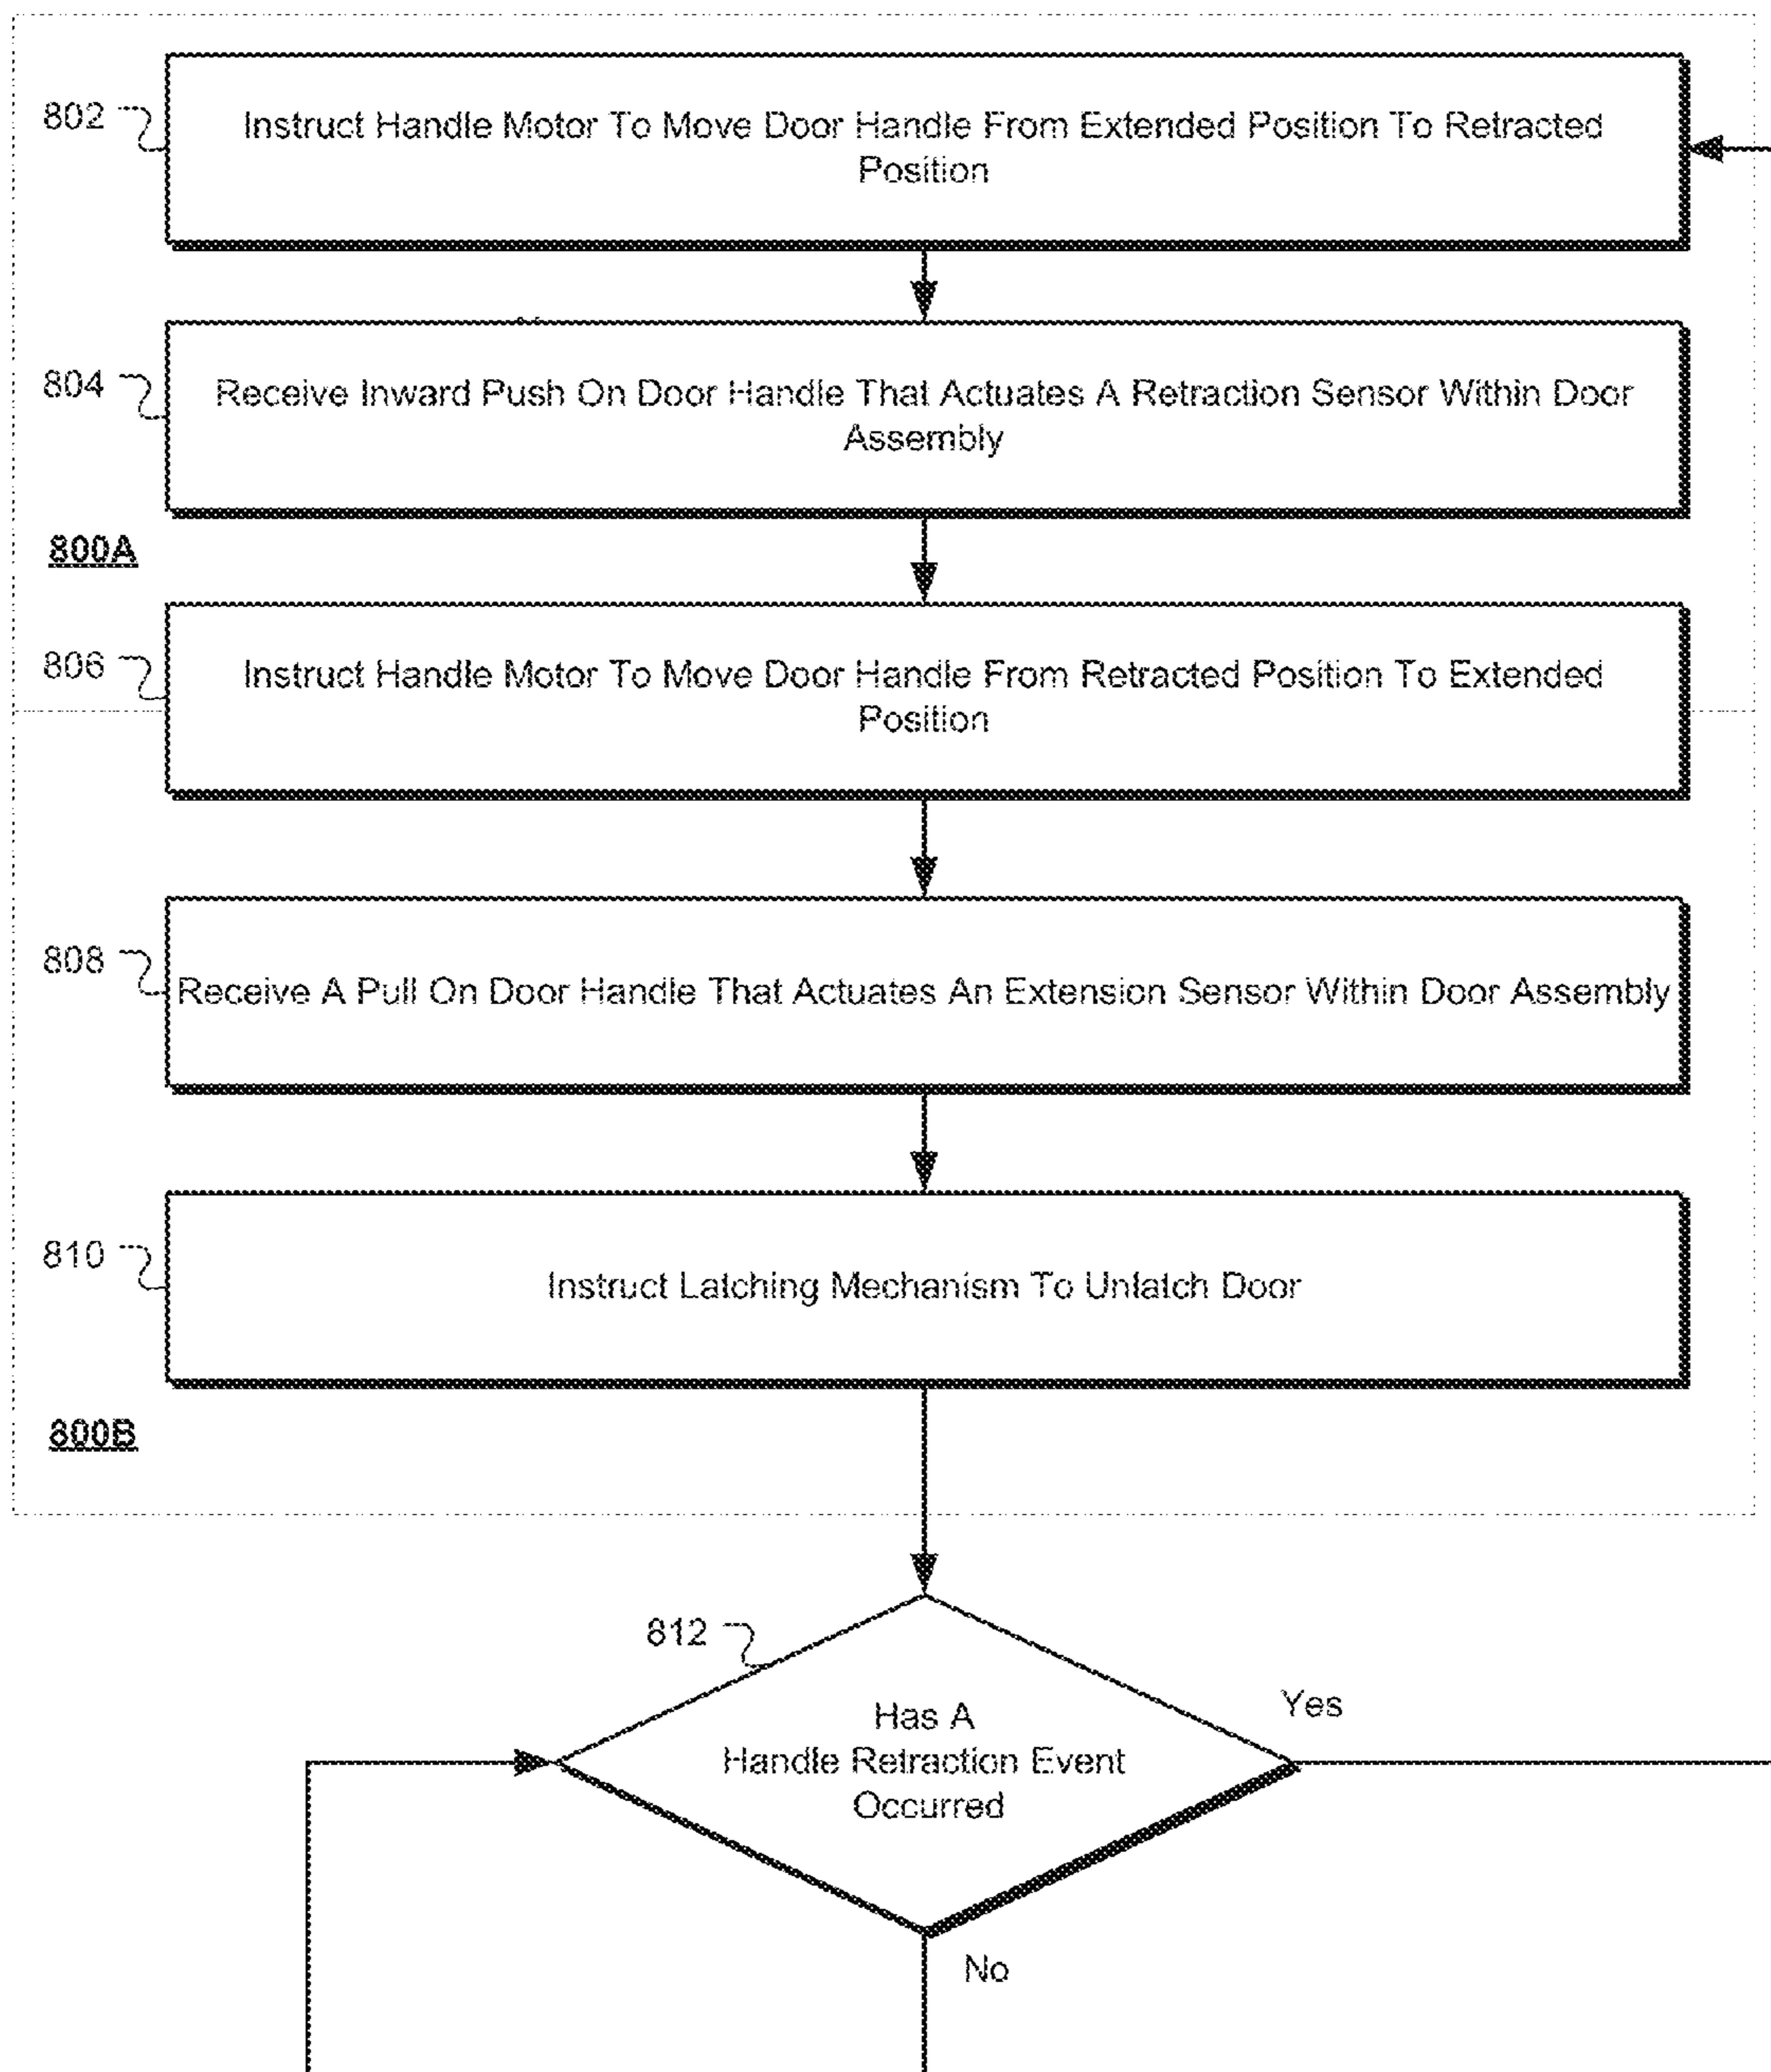 802
Instruct Handle Motor To Move Door Handle From Extended Position To Retracted
Position
804
Receive Inward Push On Door Handle That Actuates A Retraction Sensor Within Door
Assembly
800A
806
Instruct Handle Motor To Move Door Handle From Retracted Position To Extended
Position
808
Receive A Pull On Door Handle That Actuates An Extension Sensor Within Door Assembly
810
Instruct Latching Mechanism To Unlatch Door
800B
812
Has A
Handle Retraction Event
Occurred
Yes
No